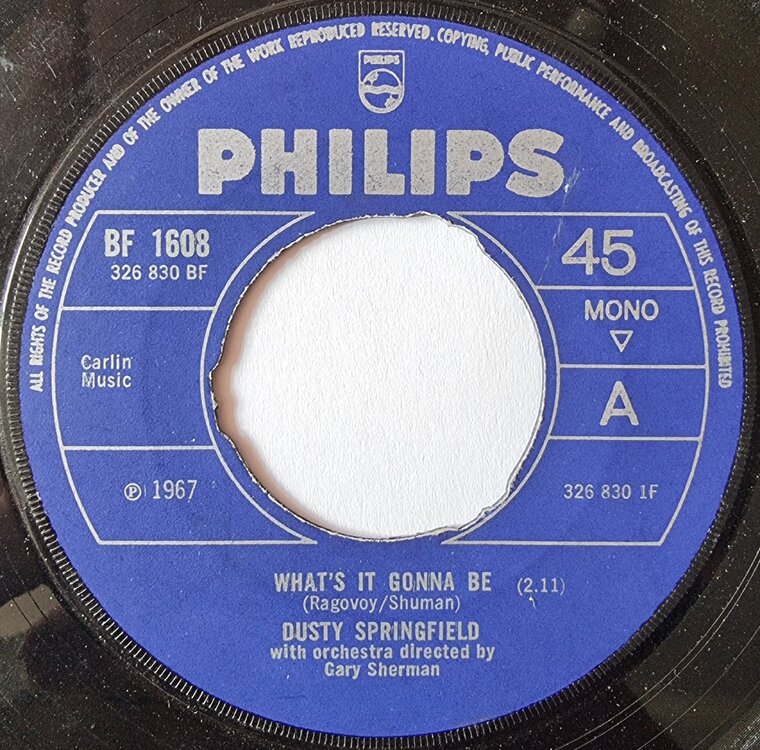 ALL RIGHTS OF THE RECORD PRODUCER AND OF THE OWNER OF THE WORK REPRODUCED RESERVED. COPYING, PUBLIC PERFORMANCE AND BROADCASTING OF THIS RECORD PROHIBITED
PHILIPS
PHILIPS
BF 1608
326 830 BF
45
MONO
Carlin
Music
A
℗ 1967
326 830 1F
WHAT'S IT GONNA BE (2.11)
(Ragovoy/Shuman)
DUSTY SPRINGFIELD
with orchestra directed by
Gary Sherman